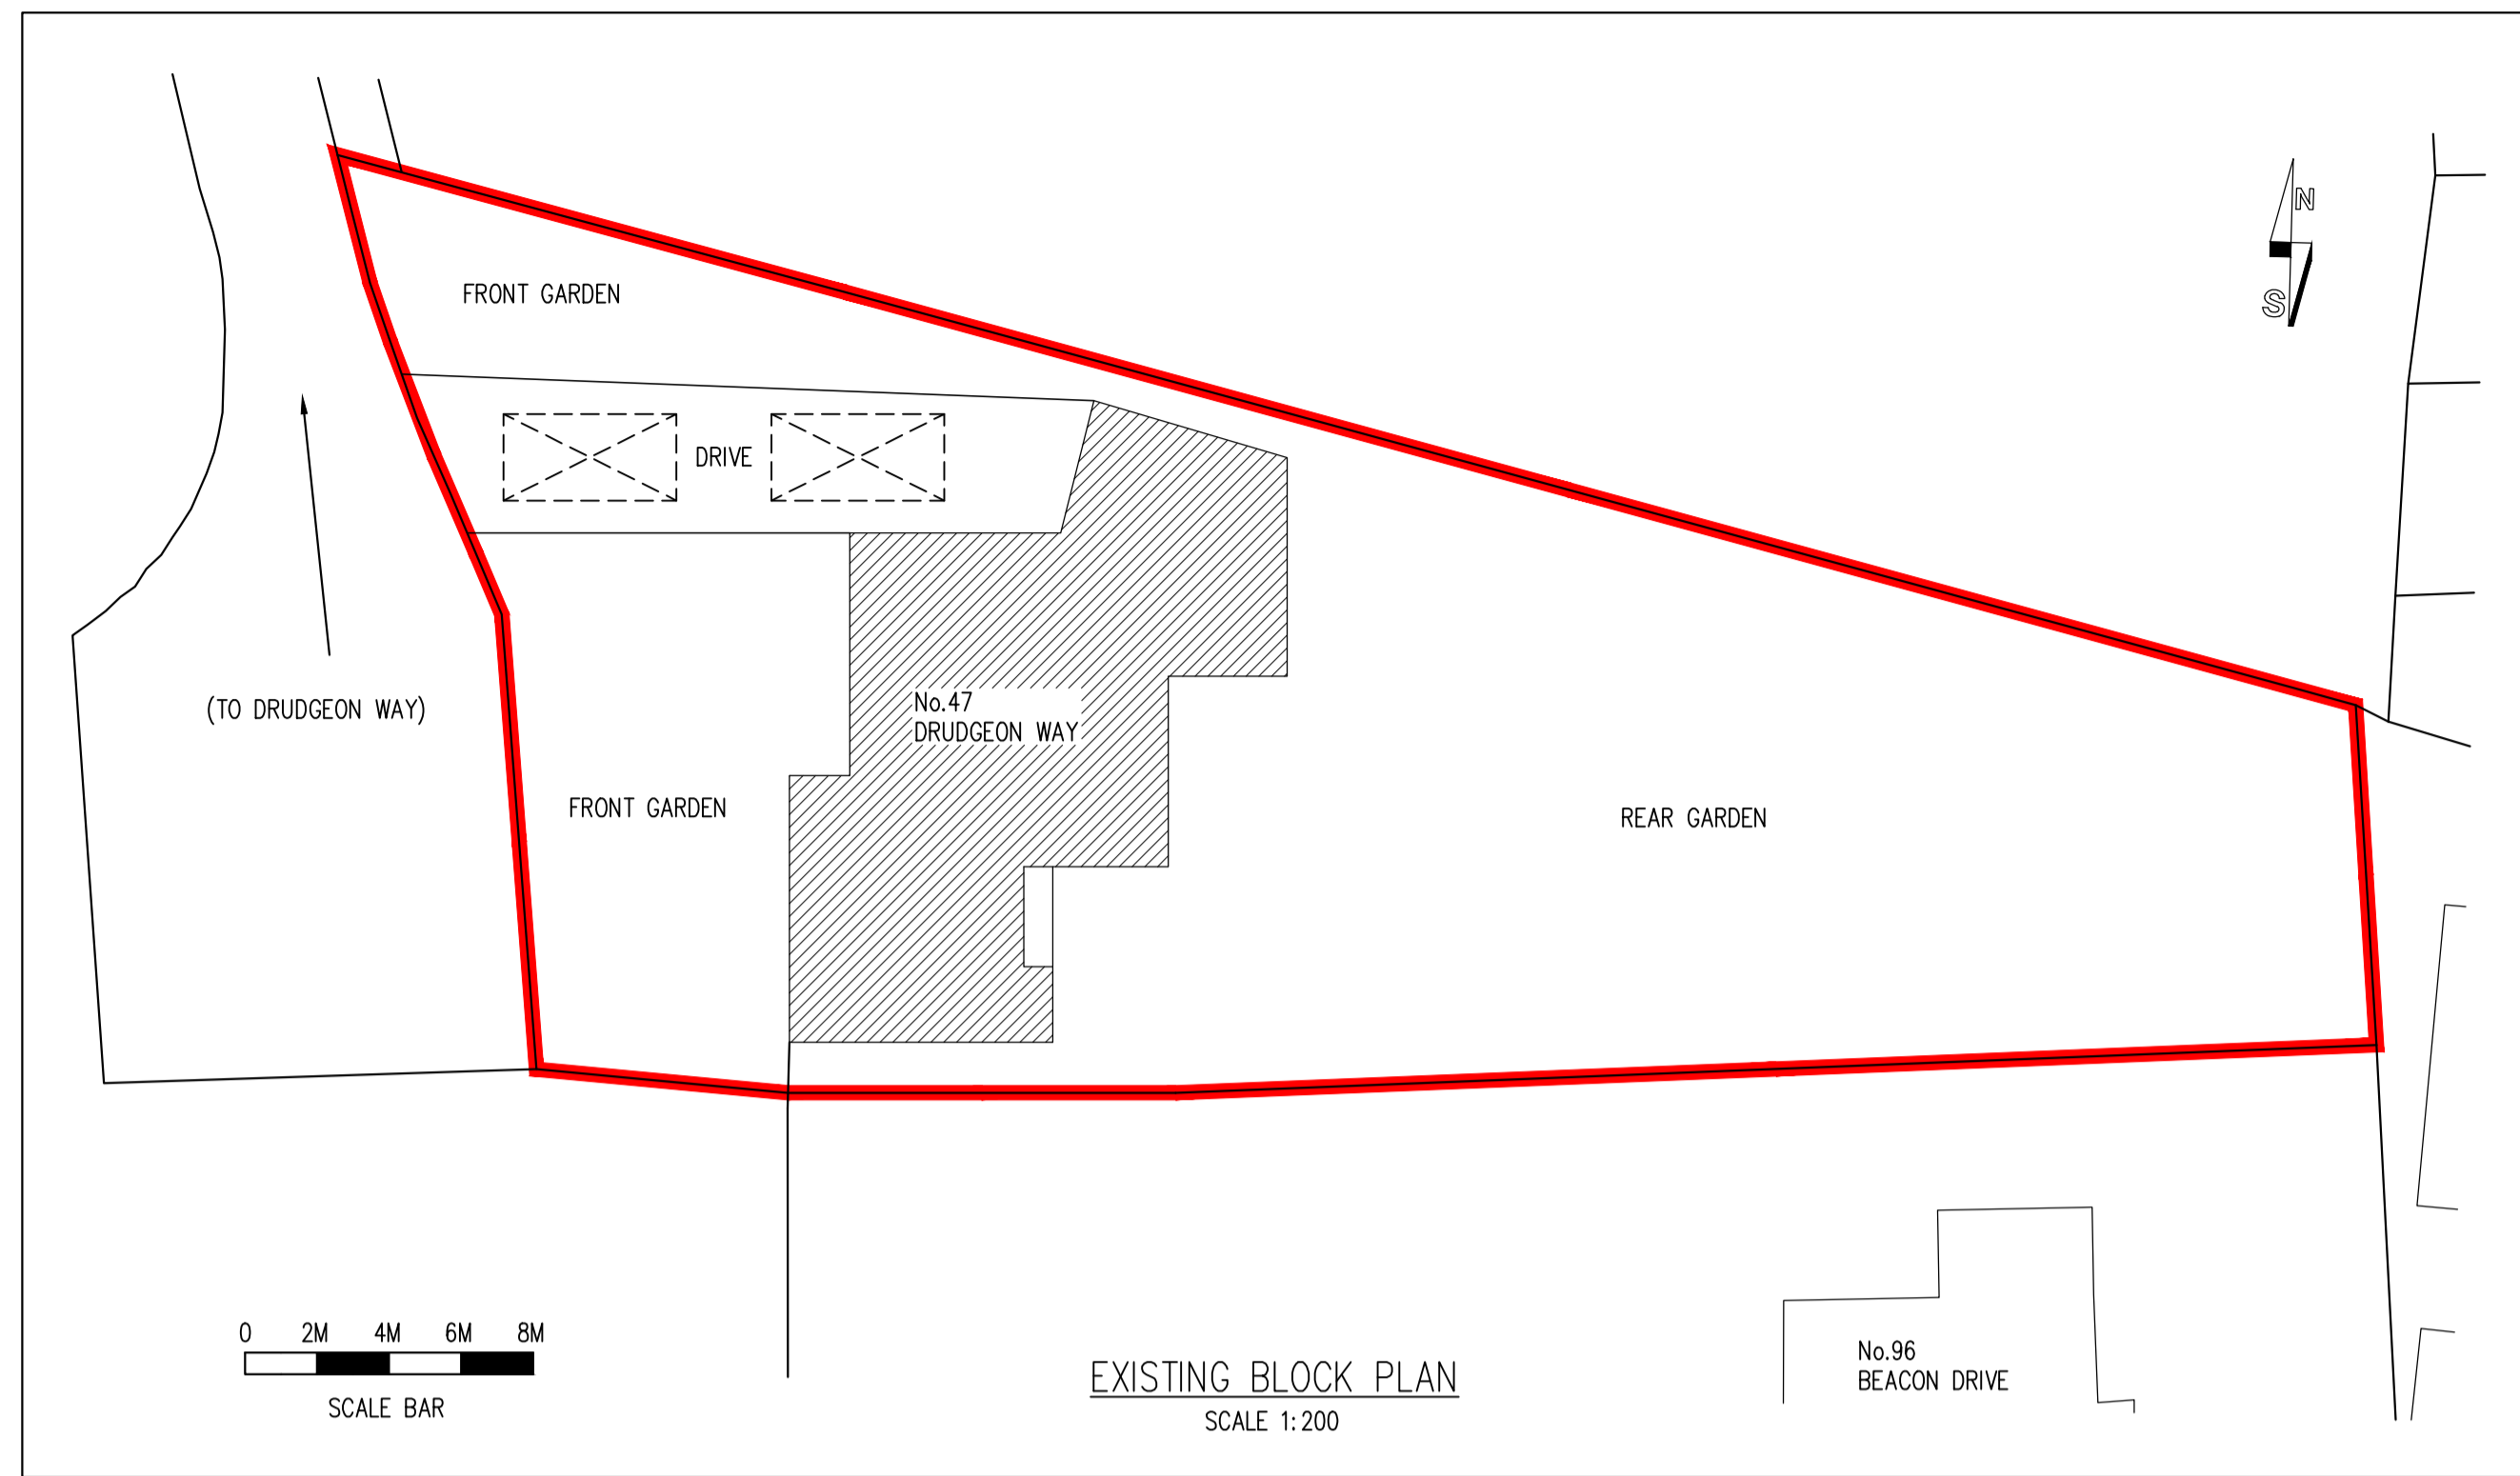 N
S
FRONT GARDEN
DRIVE
(TO DRUDGEON WAY)
No.47
DRUDGEON WAY
FRONT GARDEN
REAR GARDEN
0 2M 4M 6M 8M
SCALE BAR
EXISTING BLOCK PLAN
SCALE 1:200
No.96
BEACON DRIVE